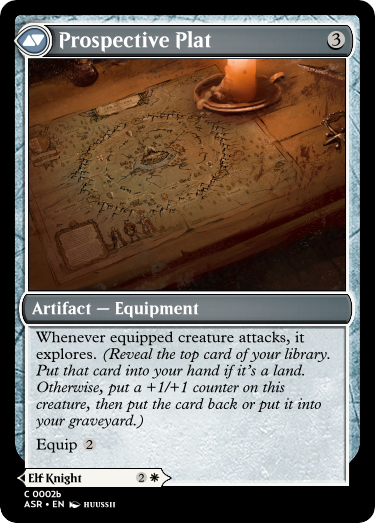 Prospective Plat 3
Artifact — Equipment
Whenever equipped creature attacks, it
explores. (Reveal the top card of your library.
Put that card into your hand if it's a land.
Otherwise, put a +1/+1 counter on this
creature, then put the card back or put it into
your graveyard.)
Equip 2
Elf Knight 2
C 0002b
ASR • EN HUUSSII